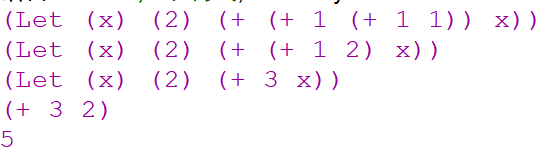 (Let (x) (2) (+ (+ 1 (+ 1 1)) x))
(Let (x) (2) (+ (+ 1 2) x))
(Let (x) (2) (+ 3 x))
(+ 3 2)
5